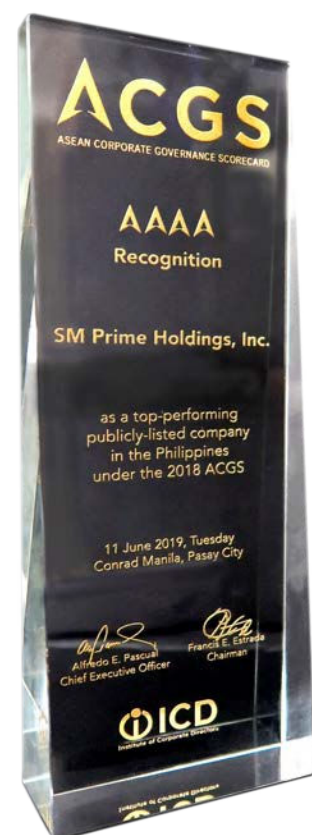 ACGS
ASEAN CORPORATE GOVERNANCE SCORECARD
AAAA
Recognition
SM Prime Holdings, Inc.
as a top-performing
publicly-listed company
in the Philippines
under the 2018 ACGS
11 June 2019, Tuesday
Conrad Manila, Pasay City
Alfredo E. Pascual
Chief Executive Officer
Francis E. Estrada
Chairman
ICD
Institute of Corporate Directors